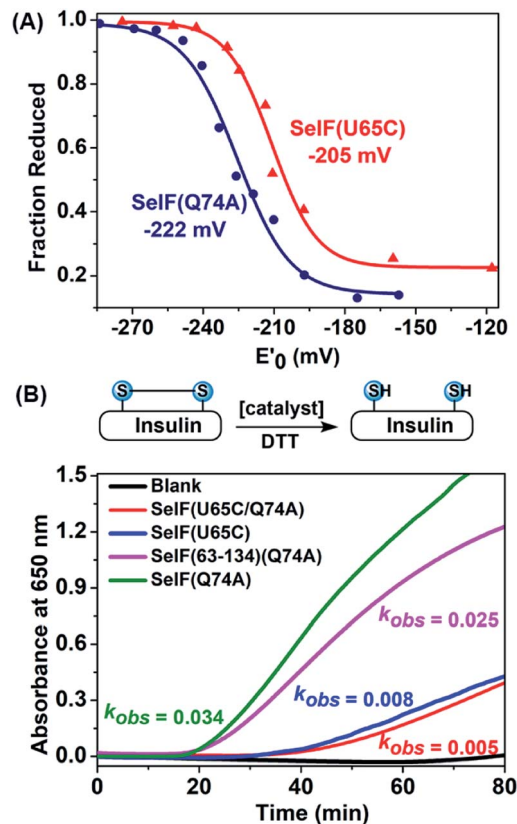 (A)
1.0
0.8
0.6
0.4
0.2
Fraction Reduced
SelF(U65C)
-205 mV
SelF(Q74A)
-222 mV
-270 -240 -210 -180 -150 -120
E'0 (mV)
(B)
S S
Insulin
[catalyst]
DTT
SH SH
Insulin
1.5
1.2
0.9
0.6
0.3
0.0
Absorbance at 650 nm
Blank
SelF(U65C/Q74A)
SelF(U65C)
SelF(63-134)(Q74A)
SelF(Q74A)
kobs = 0.025
kobs = 0.008
kobs = 0.034
kobs = 0.005
0 20 40 60 80
Time (min)